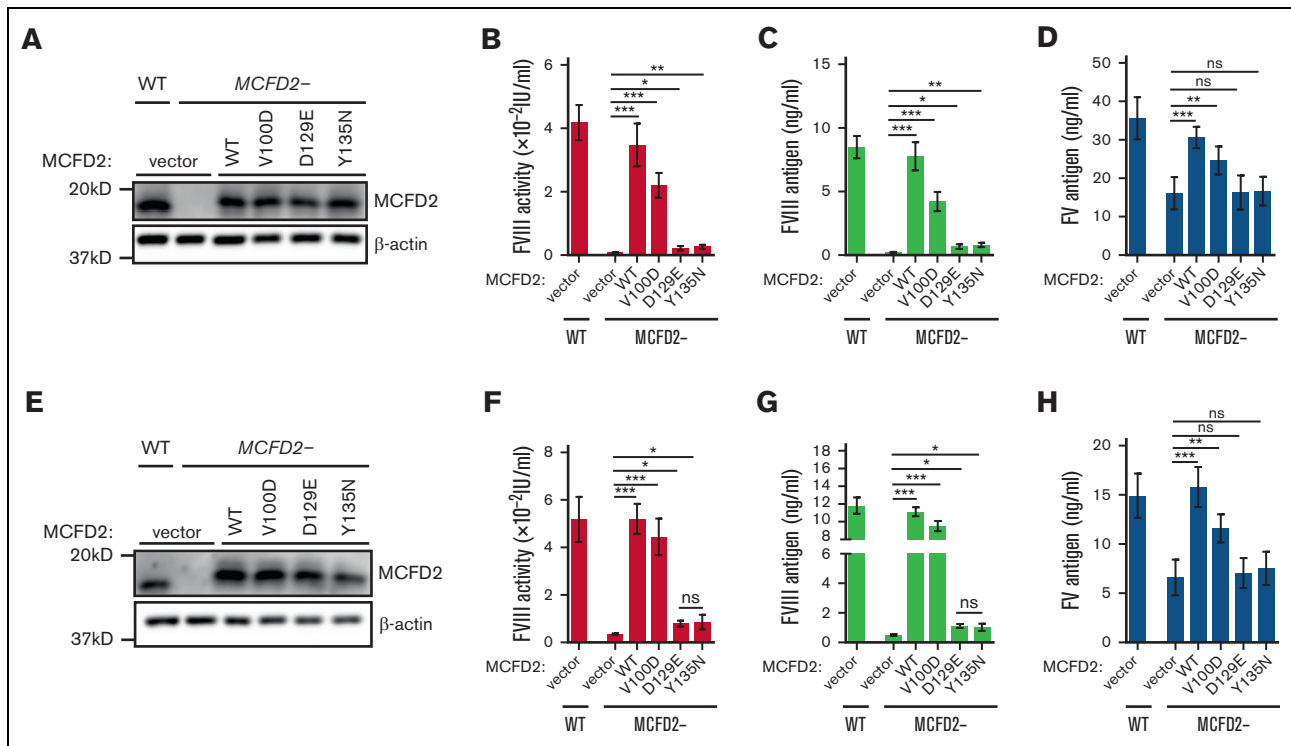 A
WT
MCFD2−
MCFD2:
vector
WT
V100D
D129E
Y135N
20kD
MCFD2
β-actin
37kD
B
FVIII activity (×10−2IU/ml)
6
4
2
0
**
*
***
***
MCFD2:
vector
vector
WT
V100D
D129E
Y135N
WT
MCFD2−
C
FVIII antigen (ng/ml)
15
10
5
0
**
*
***
***
MCFD2:
vector
vector
WT
V100D
D129E
Y135N
WT
MCFD2−
D
FV antigen (ng/ml)
50
40
30
20
10
0
ns
ns
**
***
MCFD2:
vector
vector
WT
V100D
D129E
Y135N
WT
MCFD2−
E
WT
MCFD2−
MCFD2:
vector
WT
V100D
D129E
Y135N
20kD
MCFD2
β-actin
37kD
F
FVIII activity (×10−2IU/ml)
8
6
4
2
0
*
*
***
***
ns
MCFD2:
vector
vector
WT
V100D
D129E
Y135N
WT
MCFD2−
G
FVIII antigen (ng/ml)
16
14
12
10
8
6
4
2
0
*
*
***
***
ns
MCFD2:
vector
vector
WT
V100D
D129E
Y135N
WT
MCFD2−
H
FV antigen (ng/ml)
20
15
10
5
0
ns
ns
**
***
MCFD2:
vector
vector
WT
V100D
D129E
Y135N
WT
MCFD2−